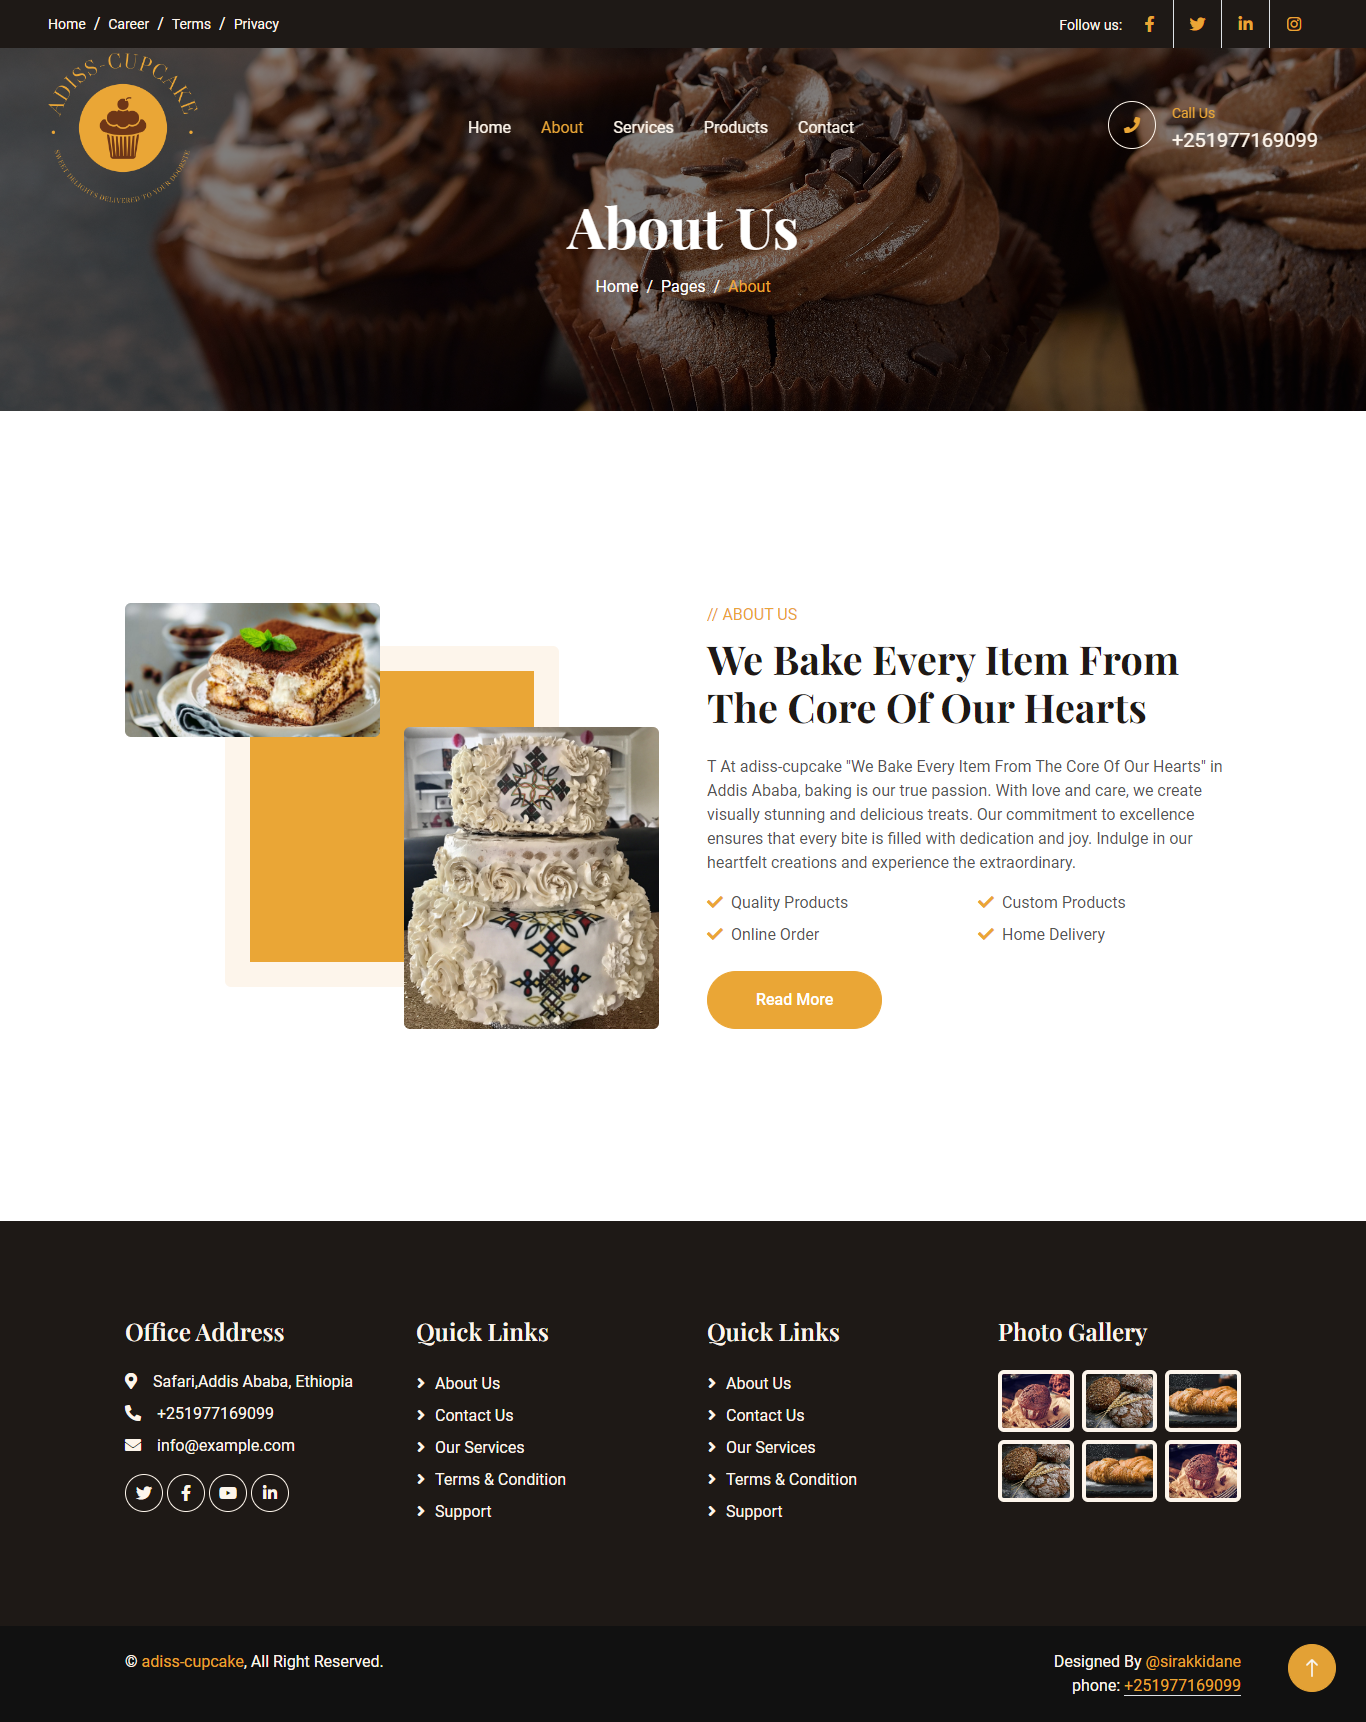 Home / Career / Terms / Privacy
Follow us:
ADISS-CUPCAKE
SWEET DELIGHTS DELIVERED TO YOUR DOORSTEP
Home About Services Products Contact
Call Us
+251977169099
About Us
Home / Pages / About
// ABOUT US
We Bake Every Item From
The Core Of Our Hearts
T At adiss-cupcake "We Bake Every Item From The Core Of Our Hearts" in
Addis Ababa, baking is our true passion. With love and care, we create
visually stunning and delicious treats. Our commitment to excellence
ensures that every bite is filled with dedication and joy. Indulge in our
heartfelt creations and experience the extraordinary.
Quality Products
Custom Products
Online Order
Home Delivery
Read More
Office Address
Safari,Addis Ababa, Ethiopia
+251977169099
info@example.com
Quick Links
About Us
Contact Us
Our Services
Terms & Condition
Support
Quick Links
About Us
Contact Us
Our Services
Terms & Condition
Support
Photo Gallery
© adiss-cupcake, All Right Reserved.
Designed By @sirakkidane
phone: +251977169099